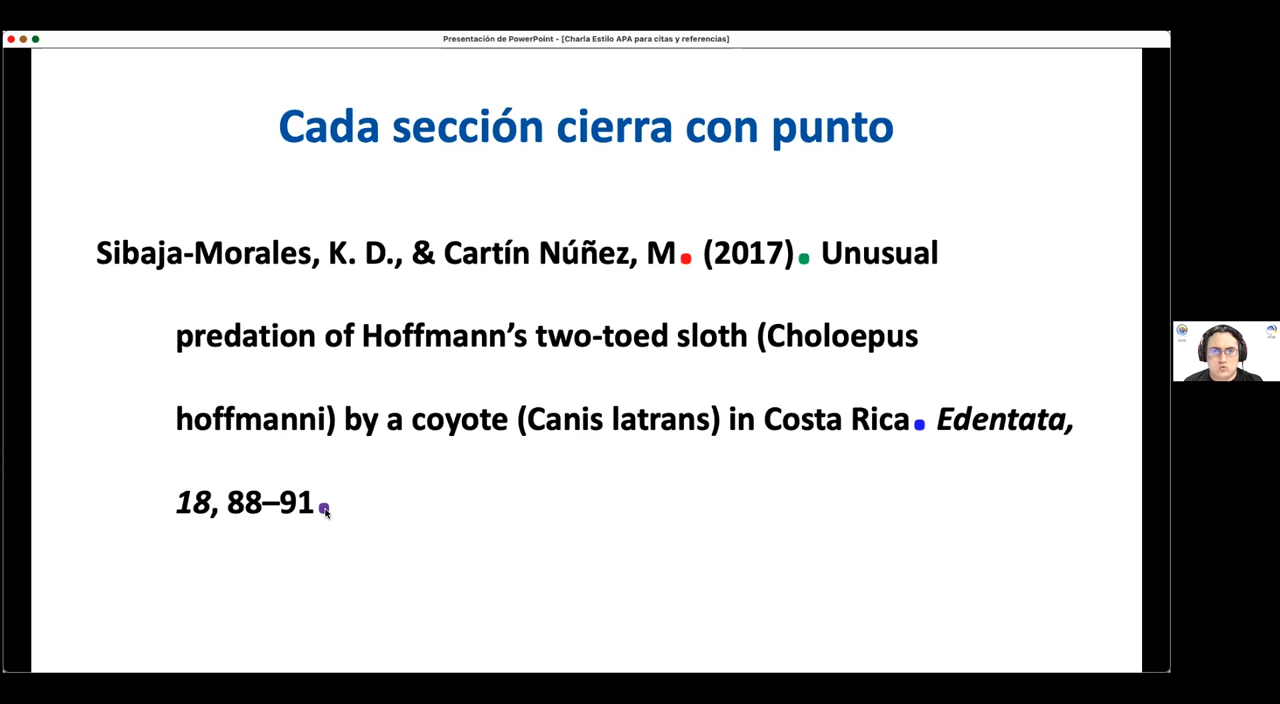 Presentación de PowerPoint - [Charla Estilo APA para citas y referencias]
Cada sección cierra con punto
Sibaja-Morales, K. D., & Cartín Núñez, M. (2017). Unusual
predation of Hoffmann’s two-toed sloth (Choloepus
hoffmanni) by a coyote (Canis latrans) in Costa Rica. Edentata,
18, 88–91.